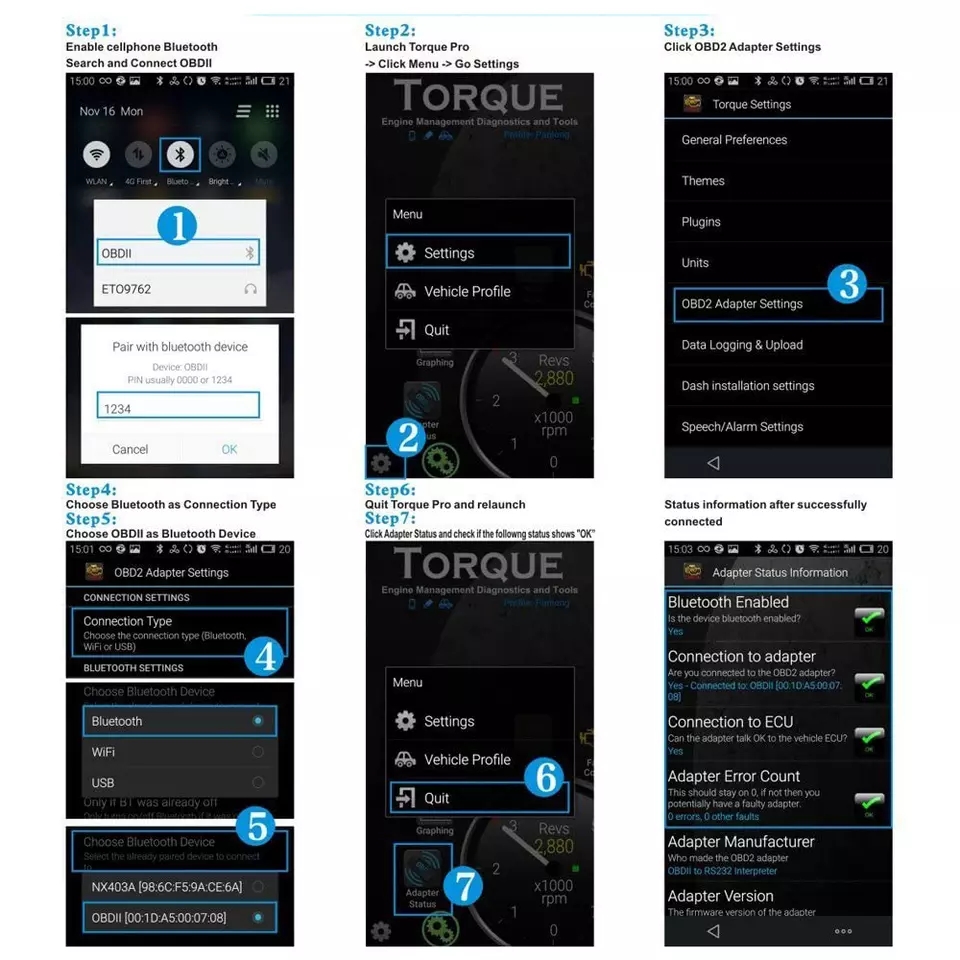 Step1:
Enable cellphone Bluetooth
Search and Connect OBDII
15:00
21
Nov 16 Mon
WLAN
4G First
Blueto...
Bright...
Mute
1
OBDII
ETO9762
Pair with bluetooth device
Device: OBDII
PIN usually 0000 or 1234
1234
Cancel
OK
Step2:
Launch Torque Pro
-> Click Menu -> Go Settings
TORQUE
Engine Management Diagnostics and Tools
Menu
Settings
Vehicle Profile
Quit
Graphing
3
Revs
2,880
2
x1000
rpm
1
0
2
Step3:
Click OBD2 Adapter Settings
15:00
21
Torque Settings
General Preferences
Themes
Plugins
Units
3
OBD2 Adapter Settings
Data Logging & Upload
Dash installation settings
Speech/Alarm Settings
Step4:
Choose Bluetooth as Connection Type
Step5:
Choose OBDII as Bluetooth Device
15:01
20
OBD2 Adapter Settings
CONNECTION SETTINGS
Connection Type
Choose the connection type (Bluetooth,
WiFi or USB)
4
BLUETOOTH SETTINGS
Choose Bluetooth Device
Bluetooth
WiFi
USB
Only if BT was already off
5
Choose Bluetooth Device
Select the already paired device to connect
to
NX403A [98:6C:F5:9A:CE:6A]
OBDII [00:1D:A5:00:07:08]
Step6:
Quit Torque Pro and relaunch
Step7:
Click Adapter Status and check if the followng status shows "OK"
TORQUE
Engine Management Diagnostics and Tools
Menu
Settings
Vehicle Profile
6
Quit
Graphing
3
Revs
2,880
2
x1000
rpm
1
0
Adapter
Status
7
Status information after successfully
connected
15:03
20
Adapter Status Information
Bluetooth Enabled
Is the device bluetooth enabled?
Yes
OK
Connection to adapter
Are you connected to the OBD2 adapter?
Yes - Connected to: OBDII [00:1D:A5:00:07:
08]
OK
Connection to ECU
Can the adapter talk OK to the vehicle ECU?
Yes
OK
Adapter Error Count
This should stay on 0, if not then you
potentially have a faulty adapter.
0 errors, 0 other faults
OK
Adapter Manufacturer
Who made the OBD2 adapter
OBDII to RS232 Interpreter
Adapter Version
The firmware version of the adapter